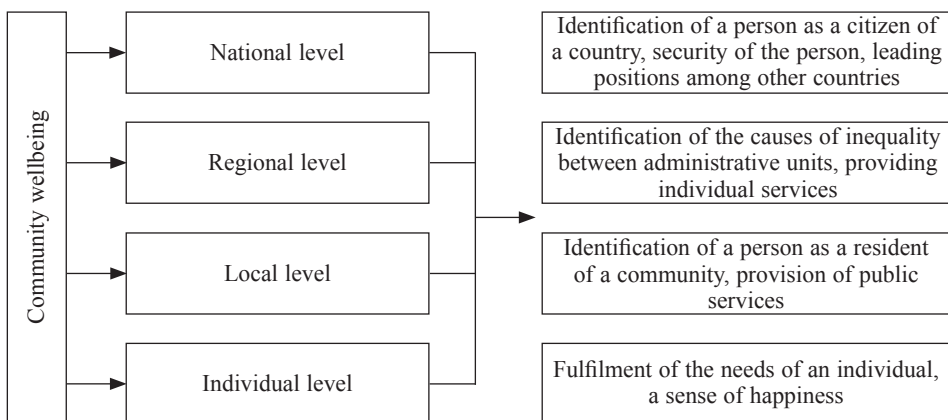 Community wellbeing
National level
Identification of a person as a citizen of
a country, security of the person, leading
positions among other countries
Regional level
Identification of the causes of inequality
between administrative units, providing
individual services
Local level
Identification of a person as a resident
of a community, provision of public
services
Individual level
Fulfilment of the needs of an individual,
a sense of happiness